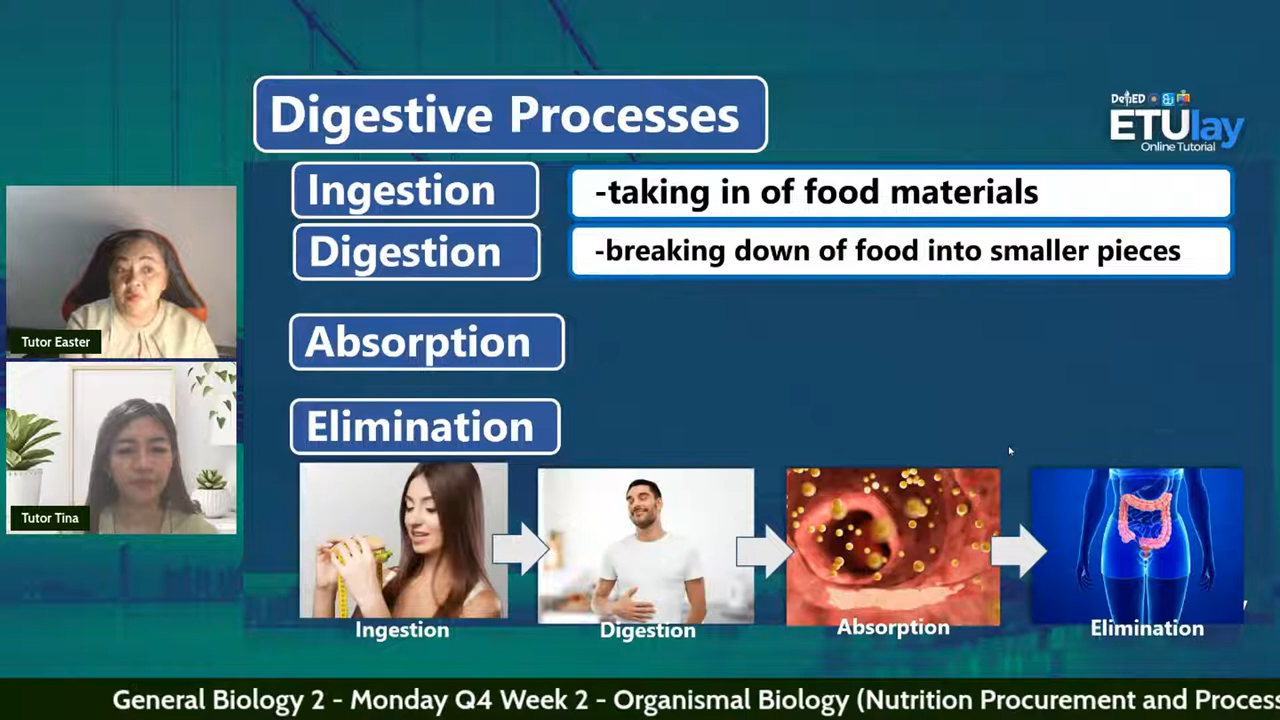 Digestive Processes
DepED
ETUlay
Online Tutorial
Ingestion
-taking in of food materials
Digestion
-breaking down of food into smaller pieces
Absorption
Elimination
Tutor Easter
Tutor Tina
Ingestion
Digestion
Absorption
Elimination
General Biology 2 - Monday Q4 Week 2 - Organismal Biology (Nutrition Procurement and Process